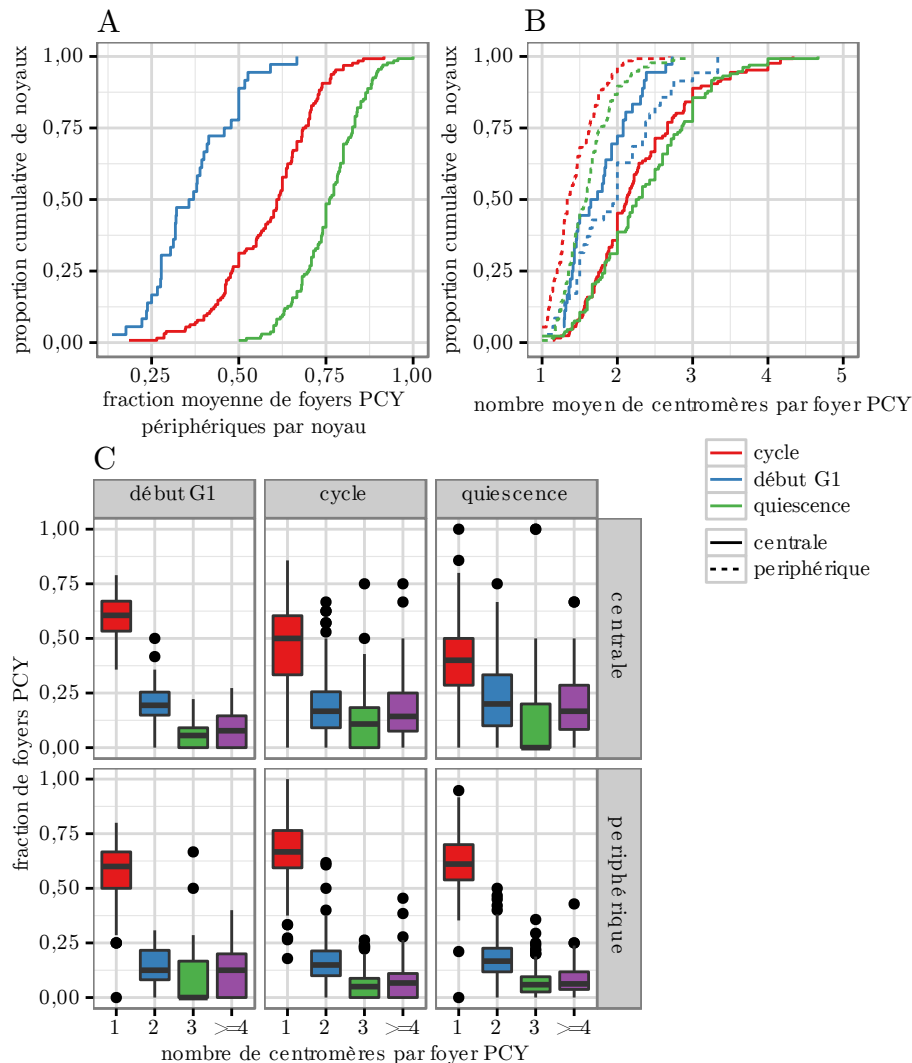 A
proportion cumulative de noyaux
1,00
0,75
0,50
0,25
0,00
0,25
0,50
0,75
1,00
fraction moyenne de foyers PCY
périphériques par noyau
B
proportion cumulative de noyaux
1,00
0,75
0,50
0,25
0,00
1
2
3
4
5
nombre moyen de centromères par foyer PCY
cycle
début G1
quiescence
centrale
periphérique
C
début G1
cycle
quiescence
fraction de foyers PCY
1,00
0,75
0,50
0,25
0,00
centrale
1,00
0,75
0,50
0,25
0,00
periphérique
1
2
3
>=4
1
2
3
>=4
1
2
3
>=4
nombre de centromères par foyer PCY